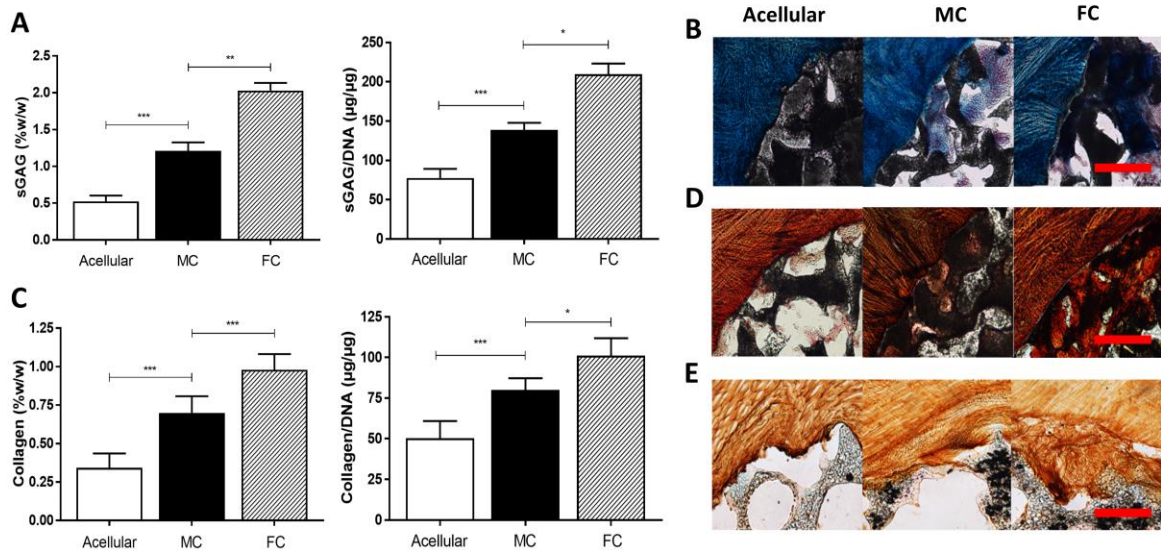 A
sGAG (%w/w)
2.5
2.0
1.5
1.0
0.5
0.0
***
**
Acellular
MC
FC
sGAG/DNA (µg/µg)
250
200
150
100
50
0
***
*
Acellular
MC
FC
Acellular
MC
FC
B
C
Collagen (%w/w)
1.25
1.00
0.75
0.50
0.25
0.00
***
***
Acellular
MC
FC
Collagen/DNA (µg/µg)
125
100
75
50
25
0
***
*
Acellular
MC
FC
D
E